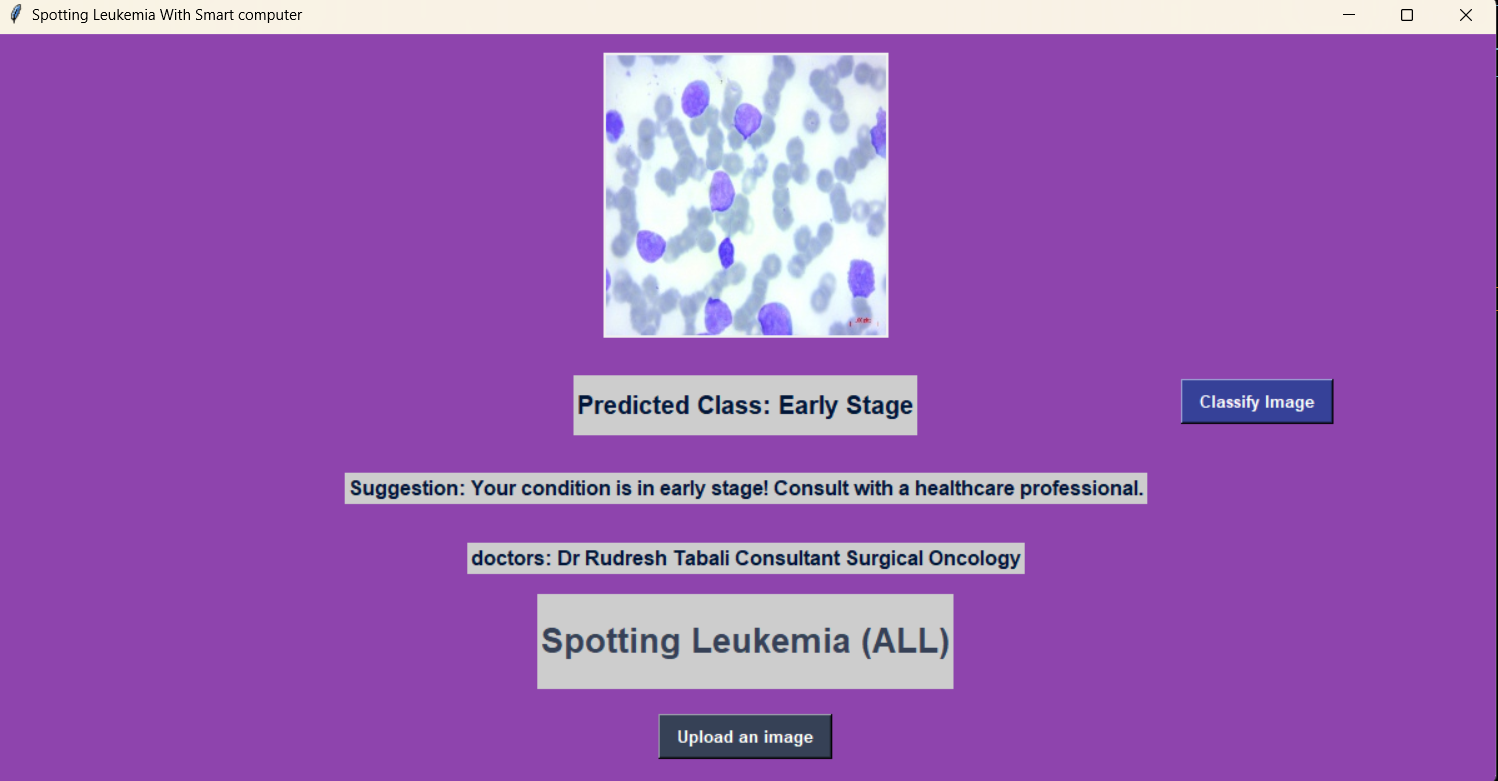 Spotting Leukemia With Smart computer
Predicted Class: Early Stage
Classify Image
Suggestion: Your condition is in early stage! Consult with a healthcare professional.
doctors: Dr Rudresh Tabali Consultant Surgical Oncology
Spotting Leukemia (ALL)
Upload an image